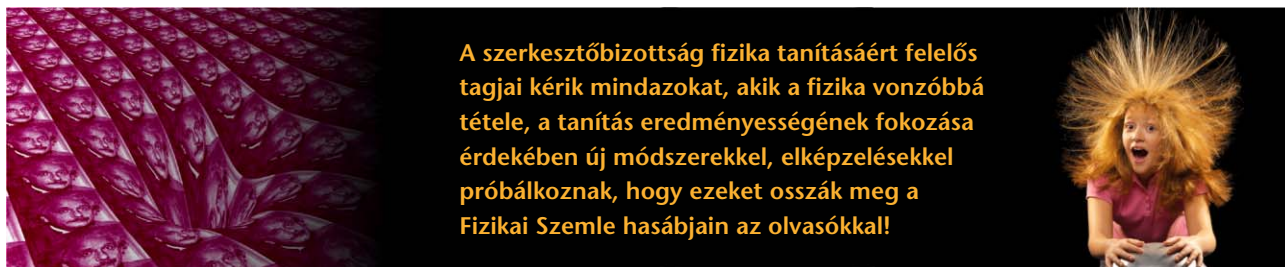 A szerkesztőbizottság fizika tanításáért felelős
tagjai kérik mindazokat, akik a fizika vonzóbbá
tétele, a tanítás eredményességének fokozása
érdekében új módszerekkel, elképzelésekkel
próbálkoznak, hogy ezeket osszák meg a
Fizikai Szemle hasábjain az olvasókkal!